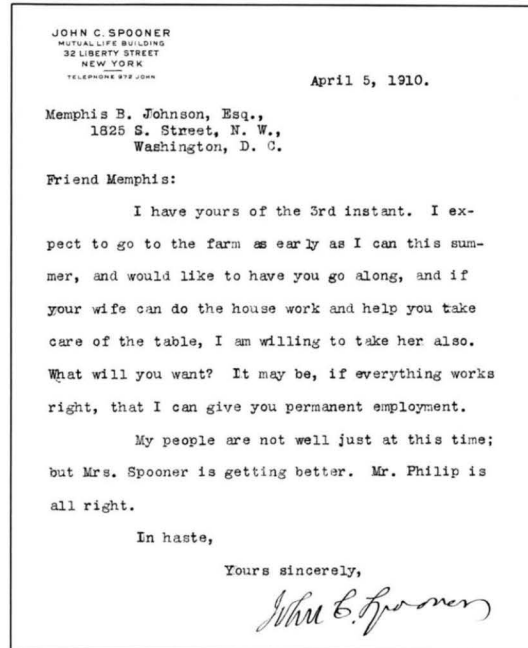 JOHN C. SPOONER
MUTUAL LIFE BUILDING
32 LIBERTY STREET
NEW YORK
TELEPHONE 972 JOHN
April 5, 1910.
Memphis B. Johnson, Esq.,
1825 S. Street, N. W.,
Washington, D. C.
Friend Memphis:
I have yours of the 3rd instant. I ex-
pect to go to the farm as early as I can this sum-
mer, and would like to have you go along, and if
your wife can do the house work and help you take
care of the table, I am willing to take her also.
What will you want? It may be, if everything works
right, that I can give you permanent employment.
My people are not well just at this time;
but Mrs. Spooner is getting better. Mr. Philip is
all right.
In haste,
Yours sincerely,
John C. Spooner